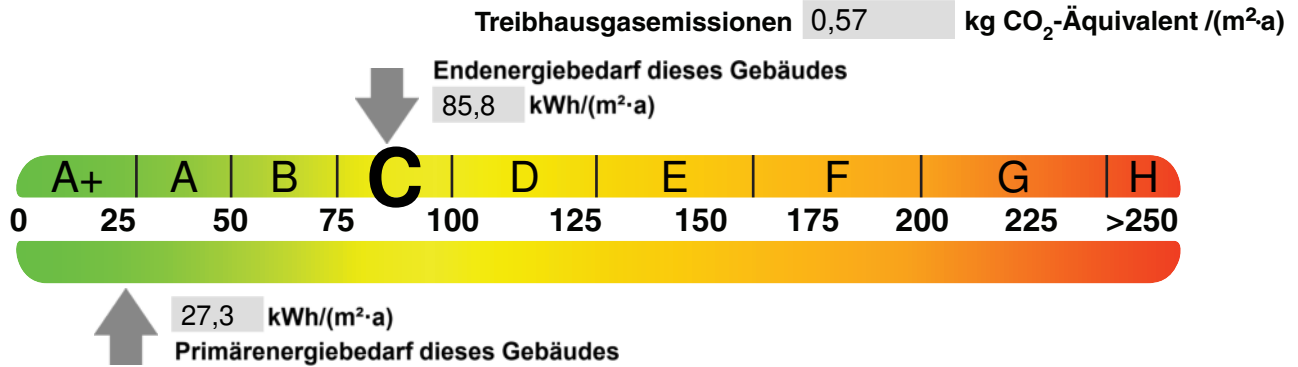 Treibhausgasemissionen 0,57 kg CO₂-Äquivalent /(m²·a)
Endenergiebedarf dieses Gebäudes
85,8 kWh/(m²·a)
A+ A B C D E F G H
0 25 50 75 100 125 150 175 200 225 >250
27,3 kWh/(m²·a)
Primärenergiebedarf dieses Gebäudes